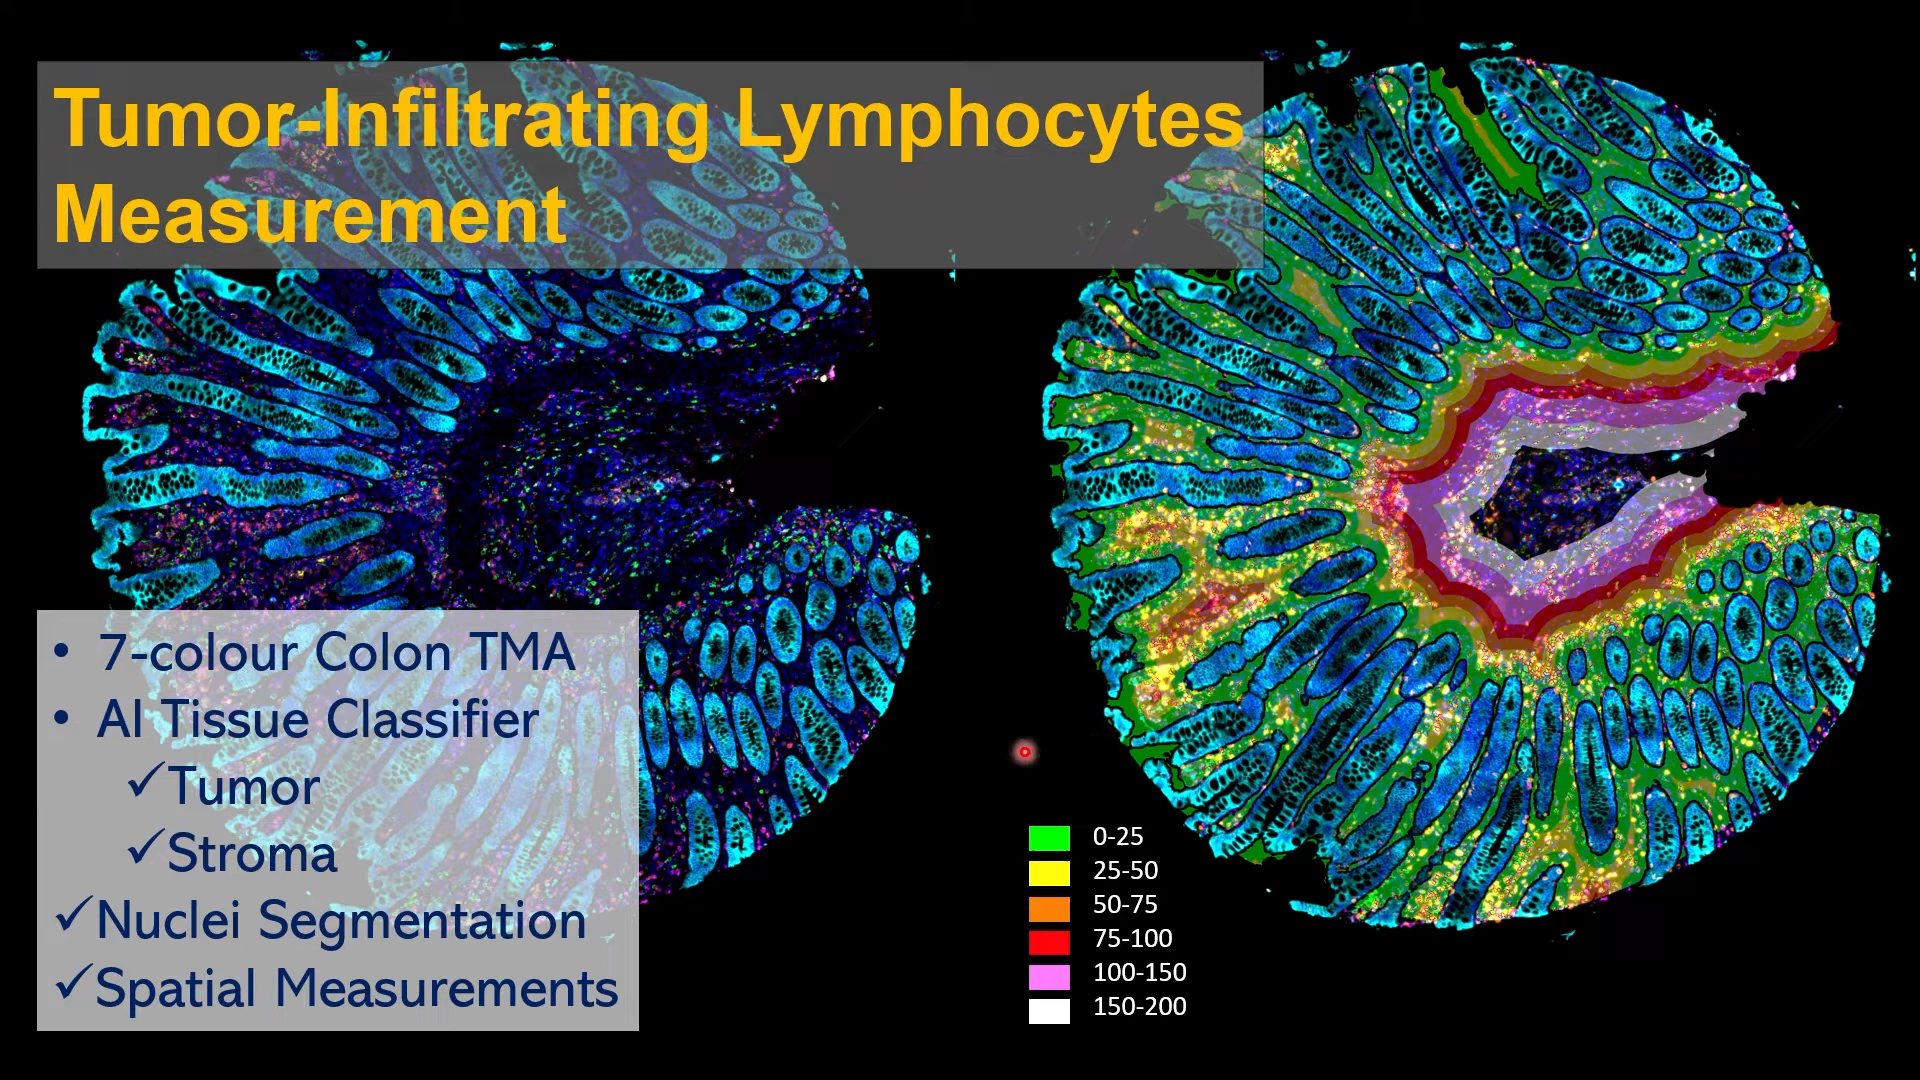 Tumor-Infiltrating Lymphocytes
Measurement
• 7-colour Colon TMA
• AI Tissue Classifier
✓Tumor
✓Stroma
✓Nuclei Segmentation
✓Spatial Measurements
0-25
25-50
50-75
75-100
100-150
150-200